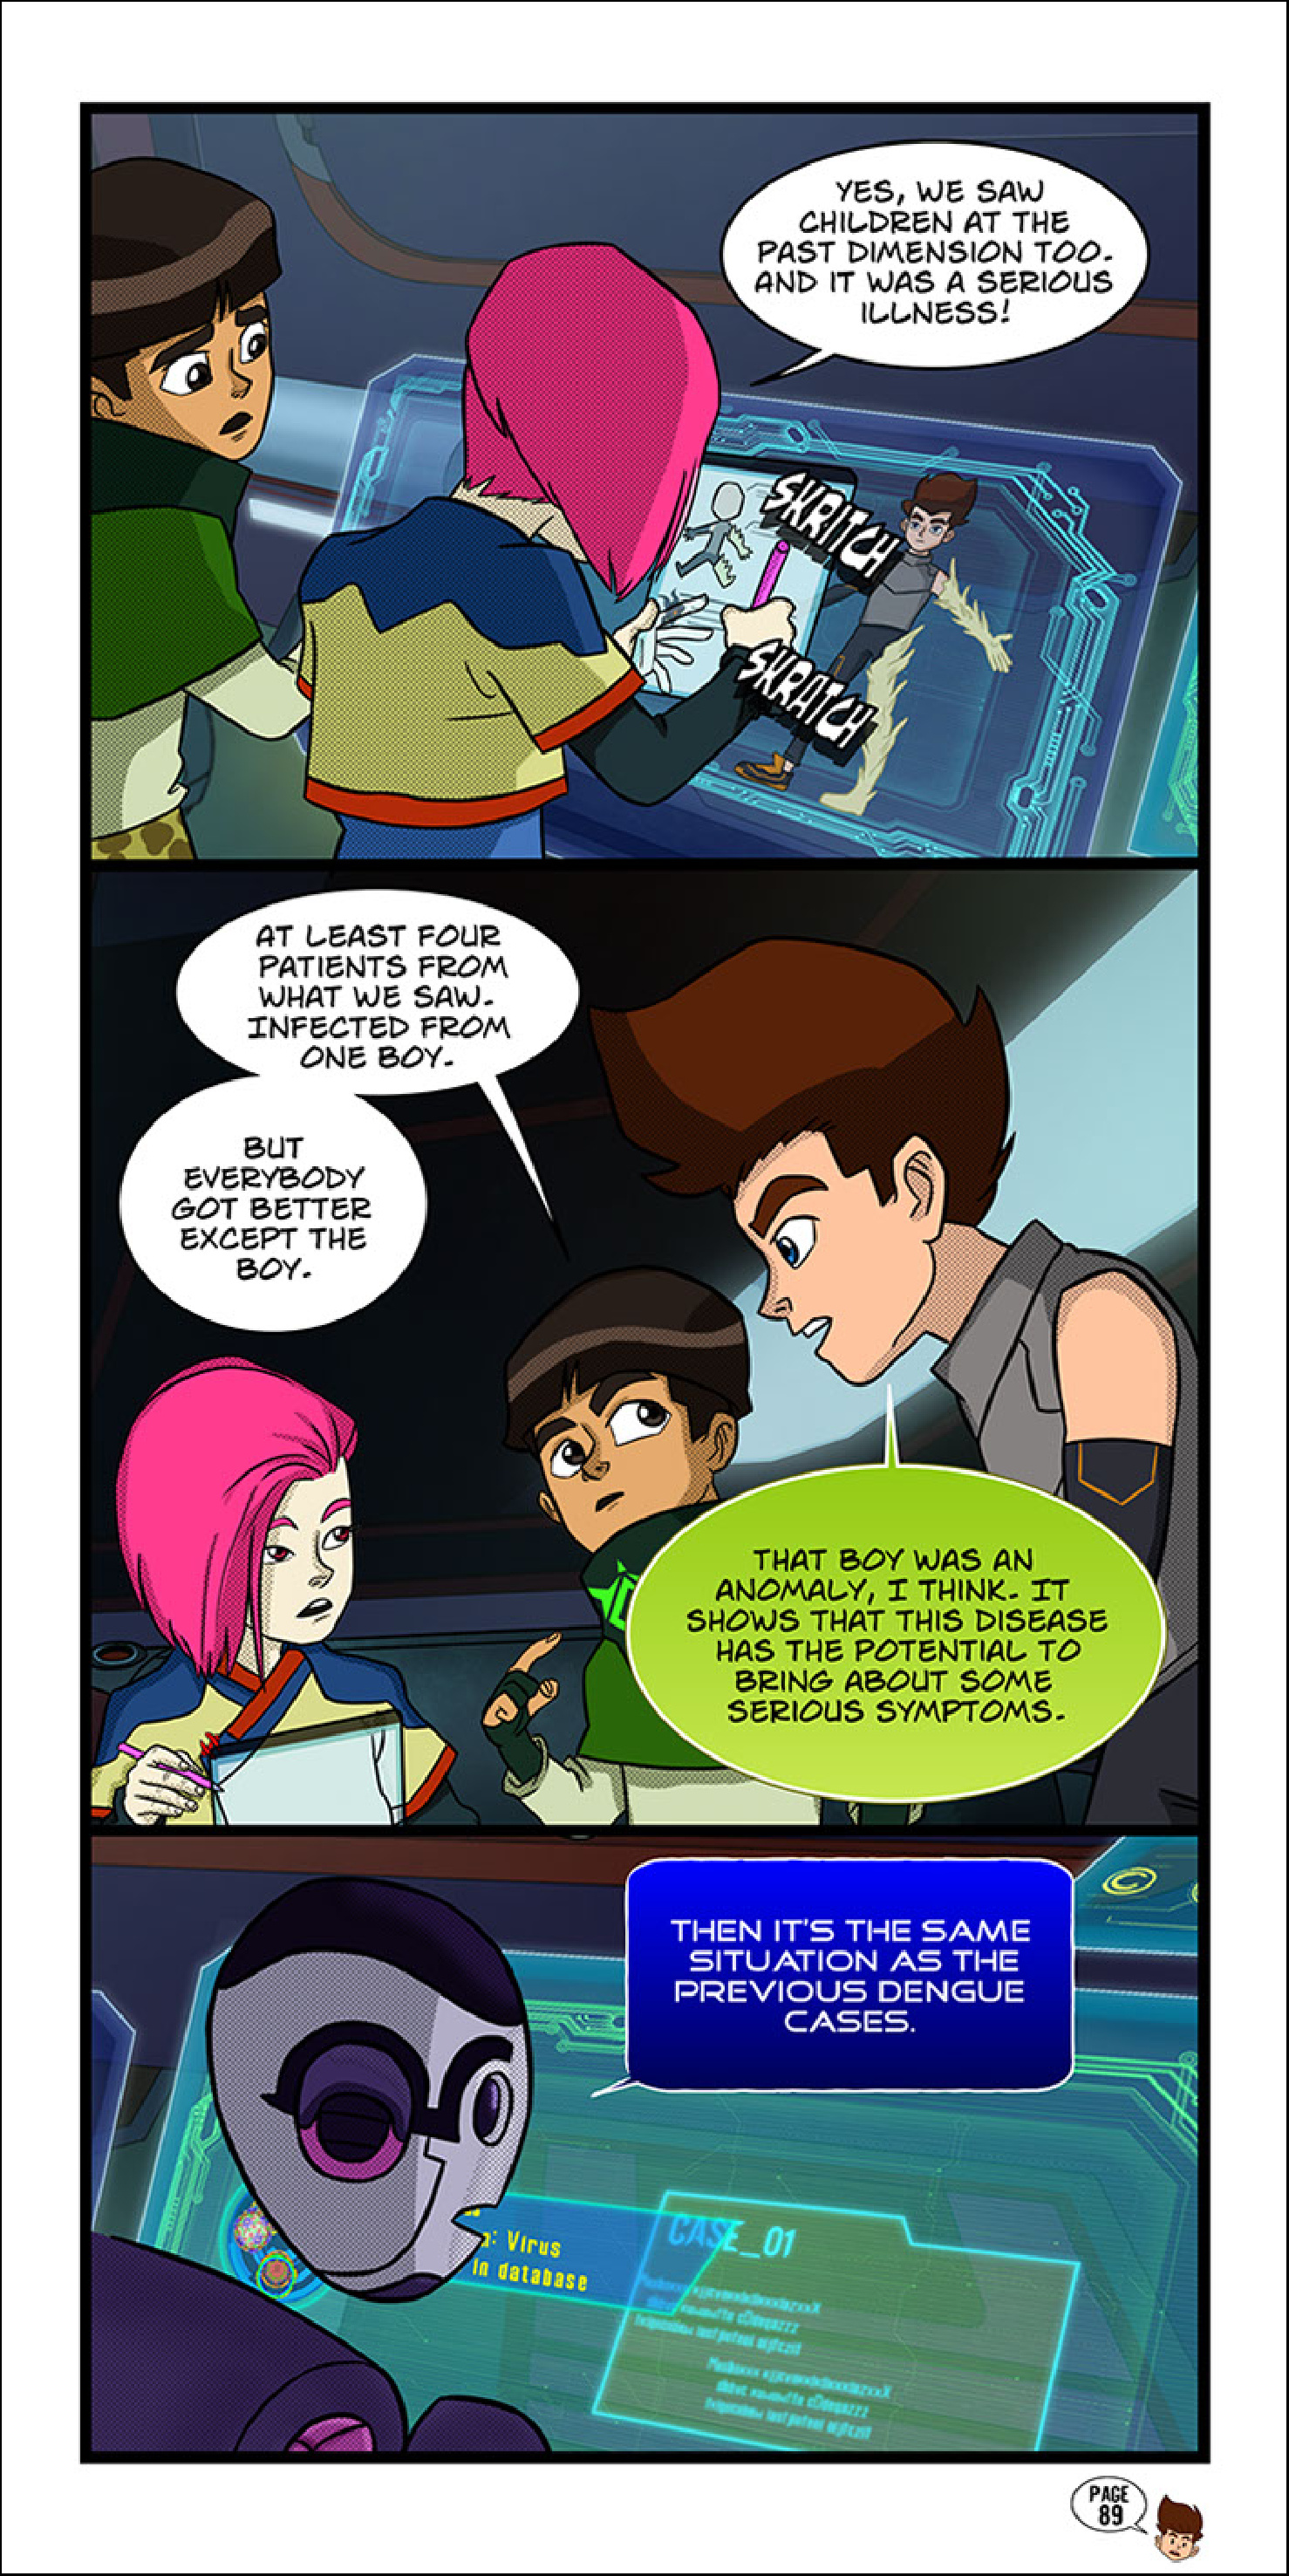 YES, WE SAW
CHILDREN AT THE
PAST DIMENSION TOO.
AND IT WAS A SERIOUS
ILLNESS!
SKRITCH
SKRATCH
AT LEAST FOUR
PATIENTS FROM
WHAT WE SAW.
INFECTED FROM
ONE BOY.
BUT
EVERYBODY
GOT BETTER
EXCEPT THE
BOY.
THAT BOY WAS AN
ANOMALY, I THINK. IT
SHOWS THAT THIS DISEASE
HAS THE POTENTIAL TO
BRING ABOUT SOME
SERIOUS SYMPTOMS.
THEN IT'S THE SAME
SITUATION AS THE
PREVIOUS DENGUE
CASES.
: Virus
In database
CASE_01
PAGE
89